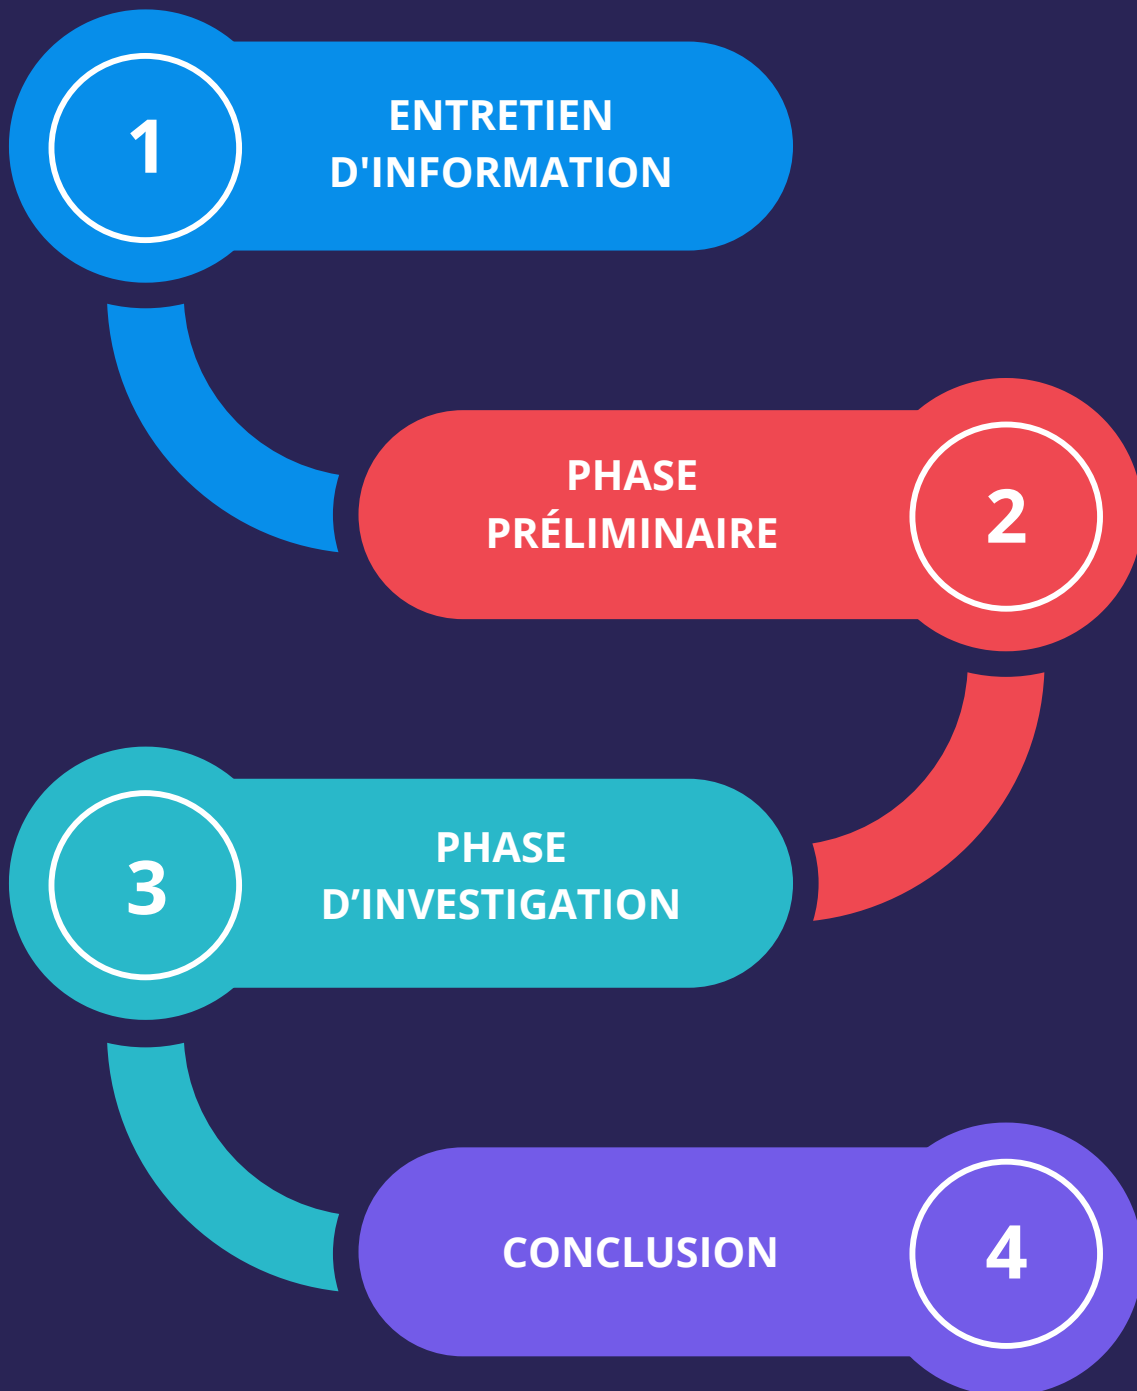 1
ENTRETIEN
D'INFORMATION
PHASE
PRÉLIMINAIRE
2
3
PHASE
D’INVESTIGATION
CONCLUSION
4